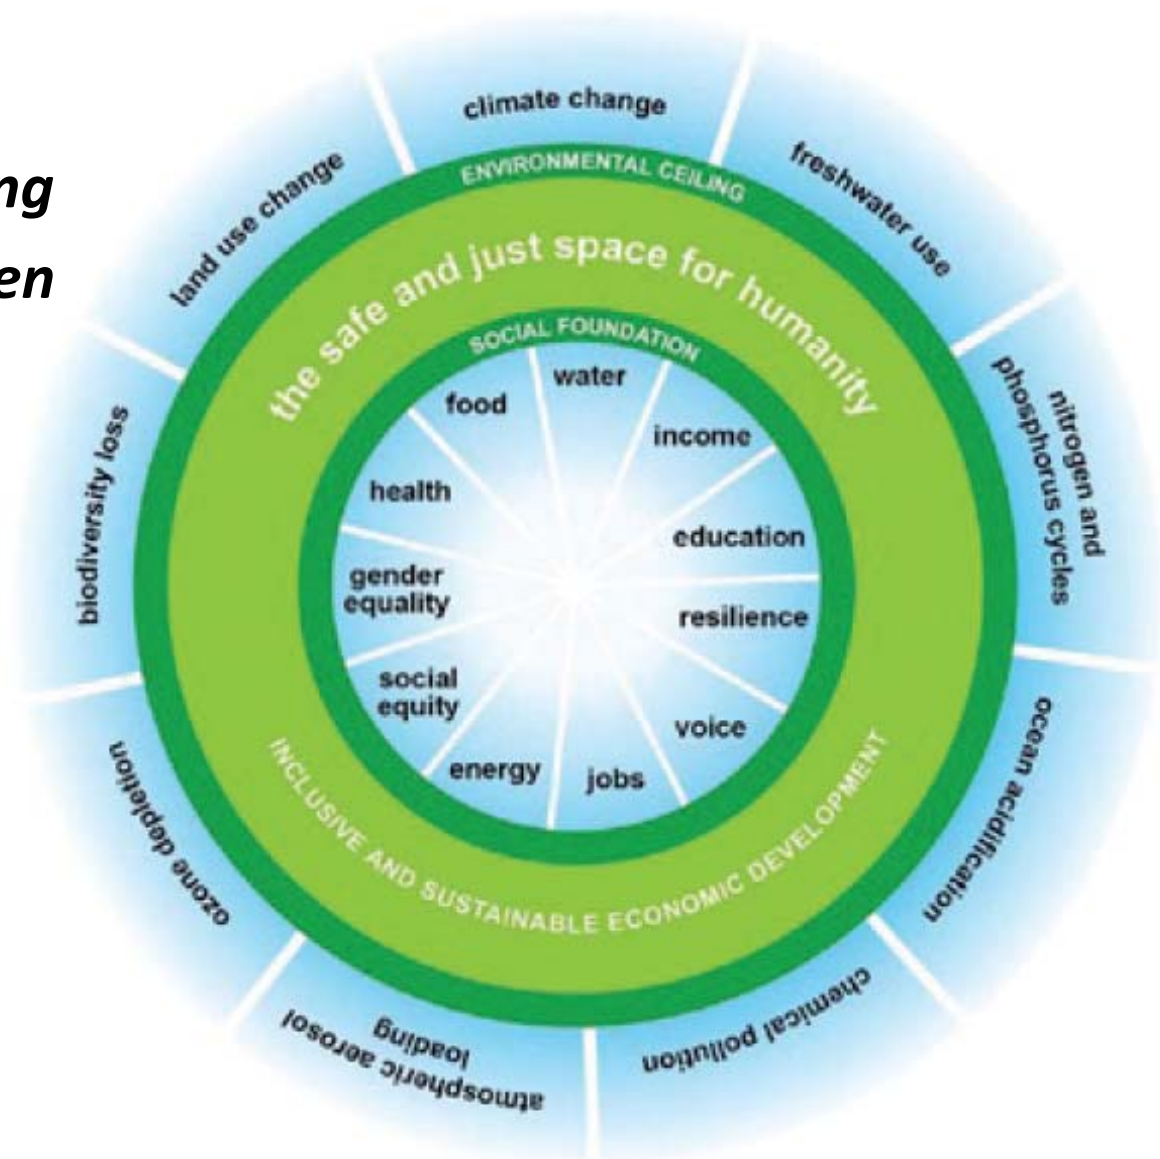 ng
en
climate change
freshwater use
nitrogen and
phosphorus cycles
ocean acidification
chemical pollution
atmospheric aerosol
loading
ozone depletion
biodiversity loss
land use change
ENVIRONMENTAL CEILING
the safe and just space for humanity
SOCIAL FOUNDATION
water
income
education
resilience
voice
jobs
energy
social
equity
gender
equality
health
food
INCLUSIVE AND SUSTAINABLE ECONOMIC DEVELOPMENT